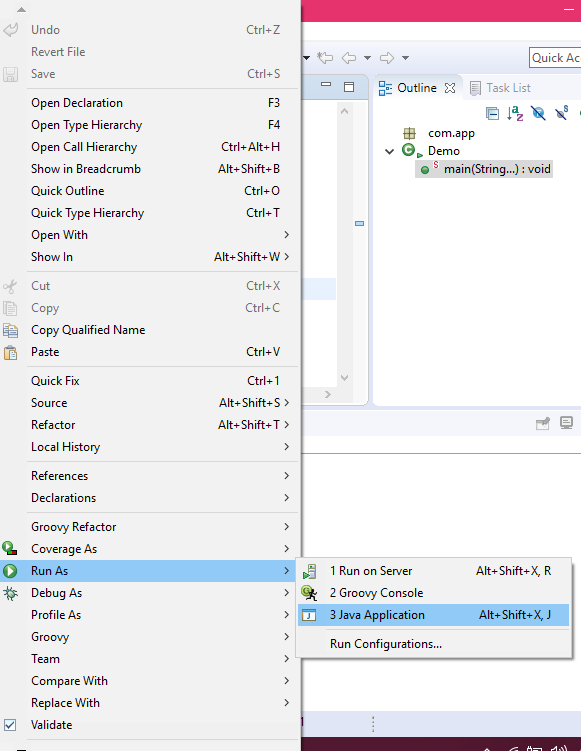 Undo Ctrl+Z
Revert File
Save Ctrl+S
Open Declaration F3
Open Type Hierarchy F4
Open Call Hierarchy Ctrl+Alt+H
Show in Breadcrumb Alt+Shift+B
Quick Outline Ctrl+O
Quick Type Hierarchy Ctrl+T
Open With
Show In Alt+Shift+W
Cut Ctrl+X
Copy Ctrl+C
Copy Qualified Name
Paste Ctrl+V
Quick Fix Ctrl+1
Source Alt+Shift+S
Refactor Alt+Shift+T
Local History
References
Declarations
Groovy Refactor
Coverage As
Run As
Debug As
Profile As
Groovy
Team
Compare With
Replace With
Validate
1 Run on Server Alt+Shift+X, R
2 Groovy Console
3 Java Application Alt+Shift+X, J
Run Configurations...
Quick Ac
Outline Task List
com.app
Demo
main(String...) : void